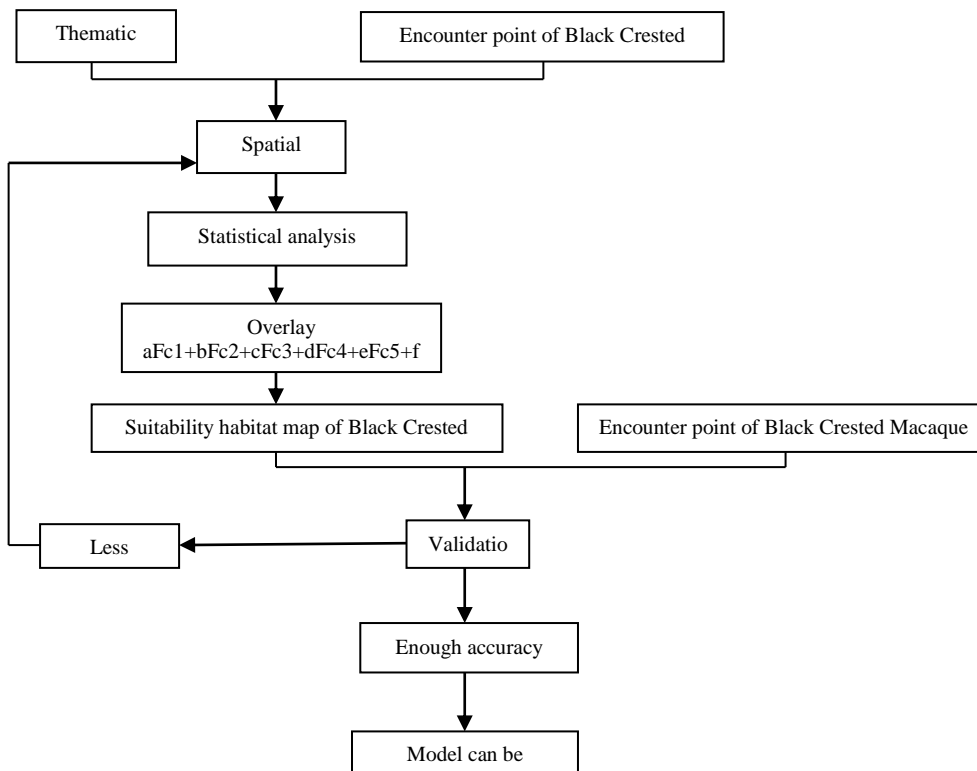 Thematic
Encounter point of Black Crested
Spatial
Statistical analysis
Overlay
aFc1+bFc2+cFc3+dFc4+eFc5+f
Suitability habitat map of Black Crested
Encounter point of Black Crested Macaque
Less
Validatio
Enough accuracy
Model can be